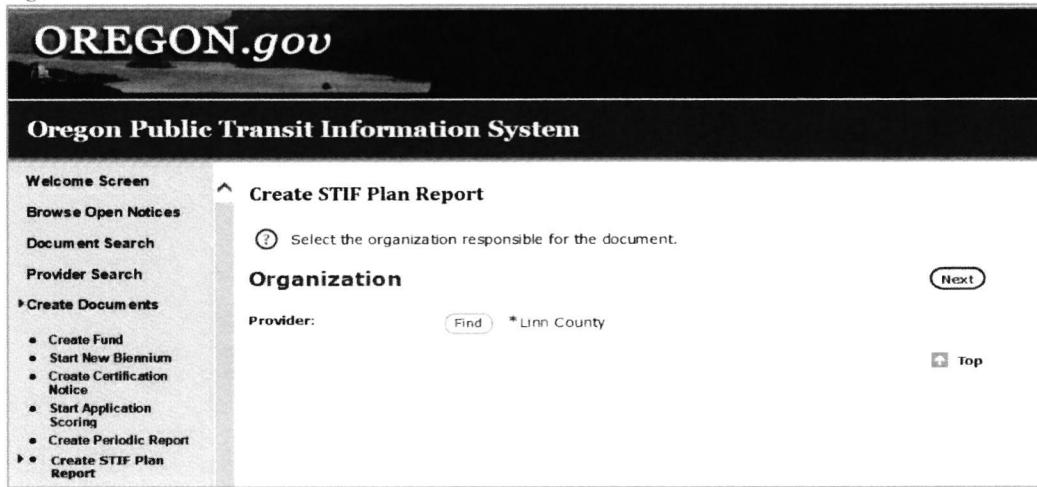 OREGON.gov
Oregon Public Transit Information System
Welcome Screen
Browse Open Notices
Document Search
Provider Search
Create Documents
• Create Fund
• Start New Biennium
• Create Certification
Notice
• Start Application
Scoring
• Create Periodic Report
• Create STIF Plan
Report
Create STIF Plan Report
? Select the organization responsible for the document.
Organization
Next
Provider: Find *Linn County
Top